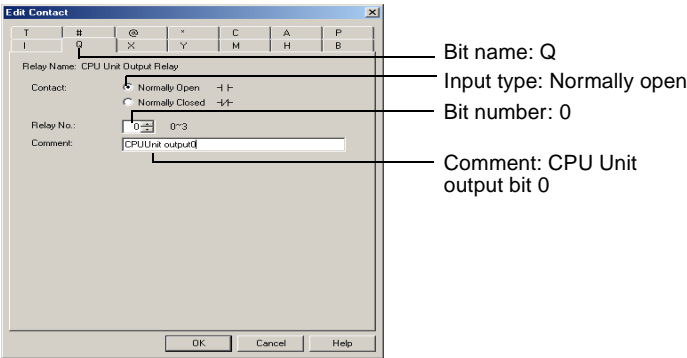 Edit Contact
T # @ * C A P
I Q X Y M H B
Relay Name: CPU Unit Output Relay
Contact: Normally Open
Normally Closed
Relay No.: 0 0~3
Comment: CPUUnit output0
OK Cancel Help
Bit name: Q
Input type: Normally open
Bit number: 0
Comment: CPU Unit
output bit 0